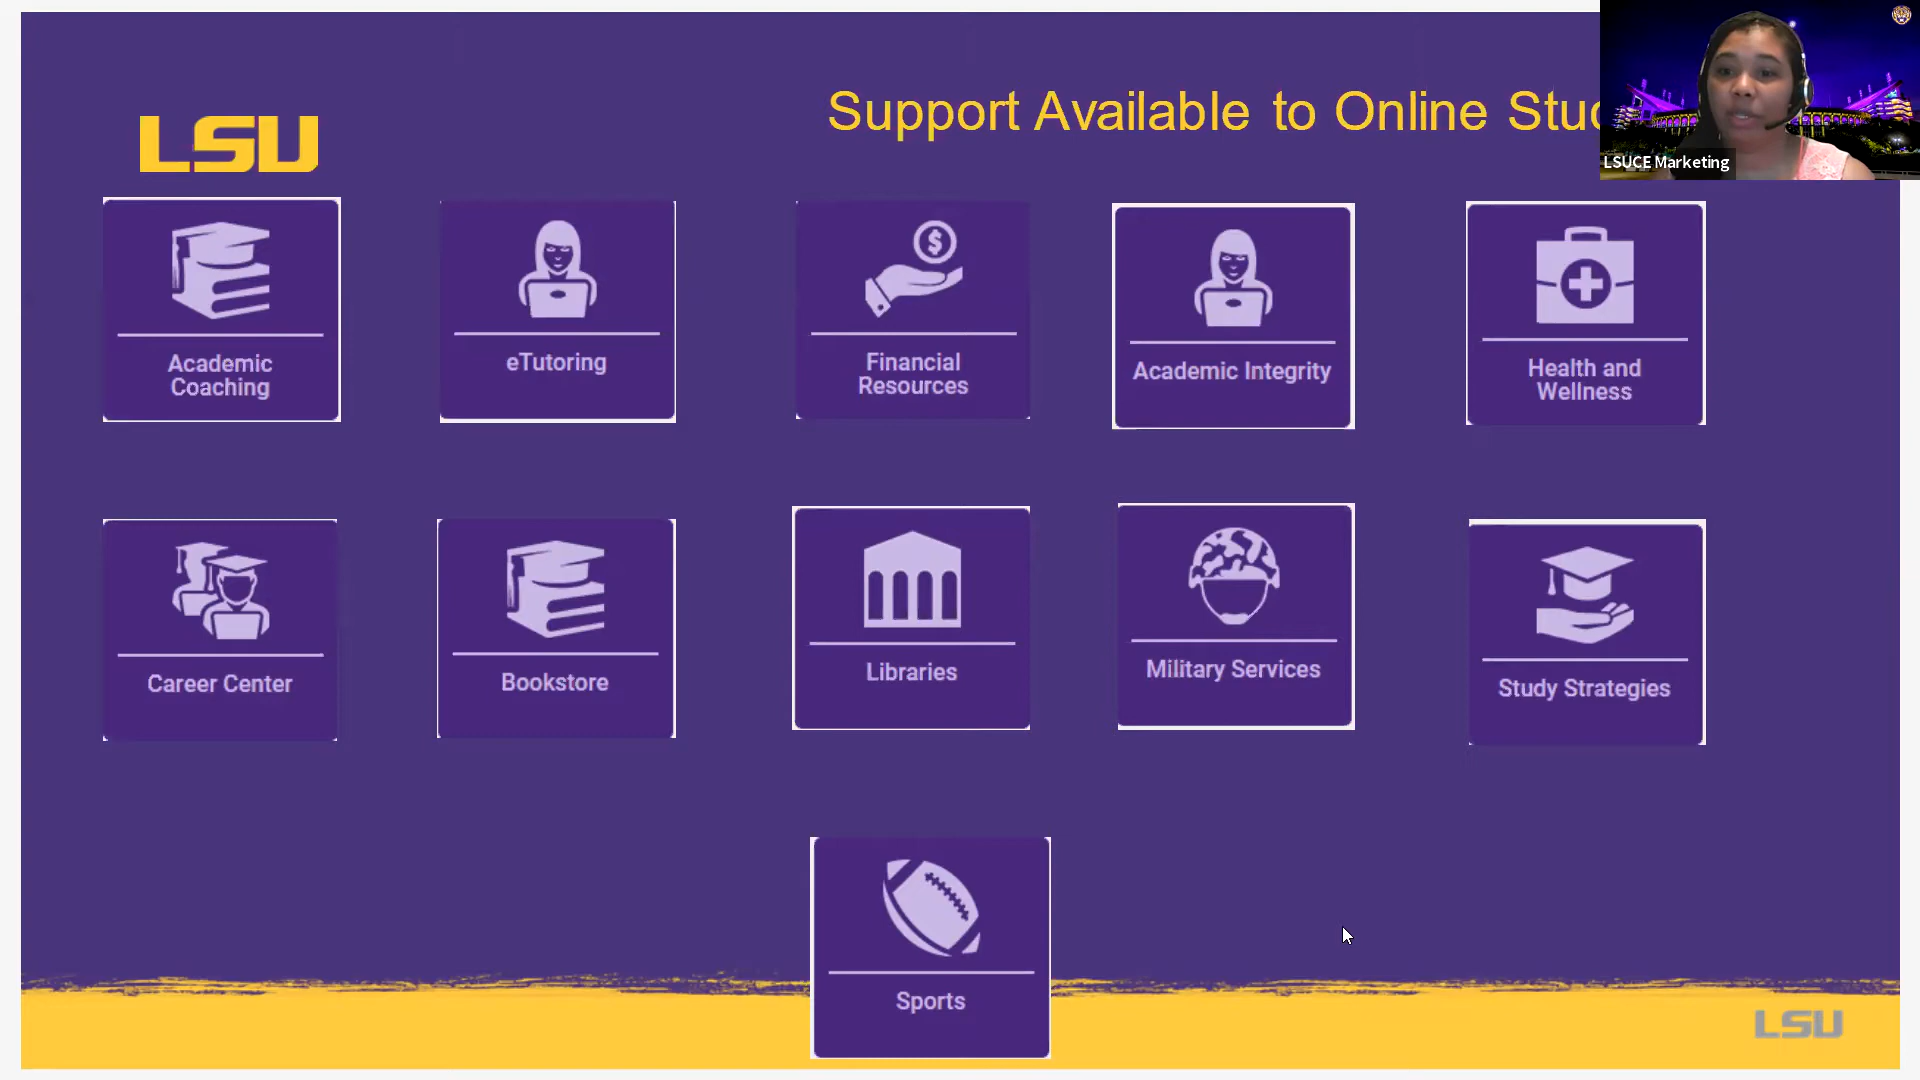 LSU
Support Available to Online Stu
LSUCE Marketing
Academic
Coaching
eTutoring
Financial
Resources
Academic Integrity
Health and
Wellness
Career Center
Bookstore
Libraries
Military Services
Study Strategies
Sports
LSU